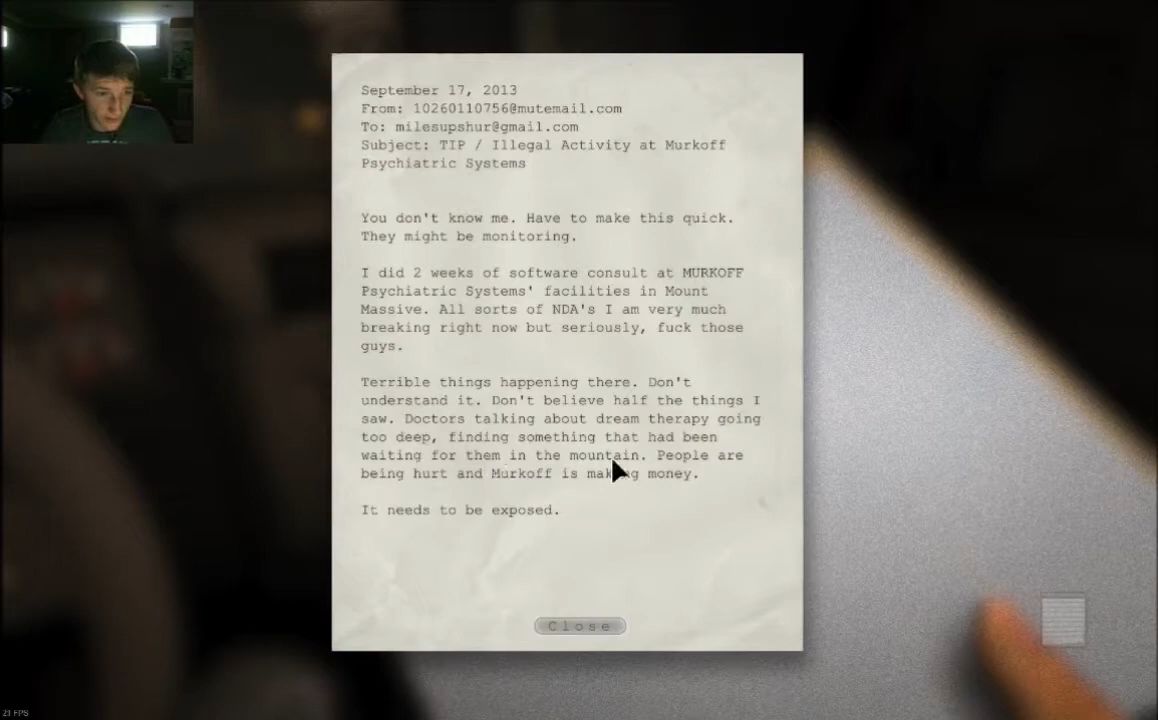 September 17, 2013
From: 10260110756@mutemail.com
To: milesupshur@gmail.com
Subject: TIP / Illegal Activity at Murkoff
Psychiatric Systems
You don't know me. Have to make this quick.
They might be monitoring.
I did 2 weeks of software consult at MURKOFF
Psychiatric Systems' facilities in Mount
Massive. All sorts of NDA's I am very much
breaking right now but seriously, fuck those
guys.
Terrible things happening there. Don't
understand it. Don't believe half the things I
saw. Doctors talking about dream therapy going
too deep, finding something that had been
waiting for them in the mountain. People are
being hurt and Murkoff is making money.
It needs to be exposed.
Close
21 FPS